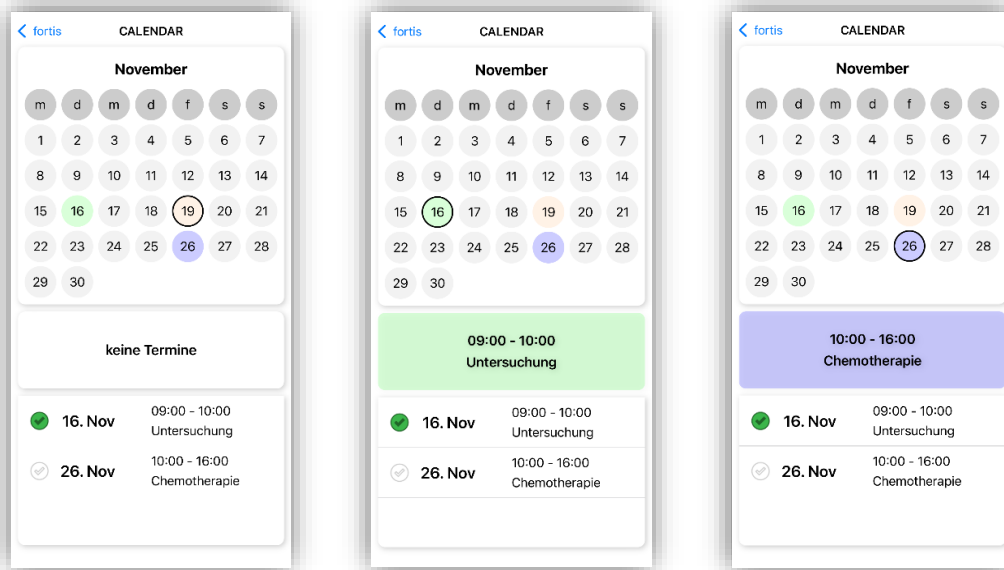 fortis CALENDAR
November
m d m d f s s
1 2 3 4 5 6 7
8 9 10 11 12 13 14
15 16 17 18 19 20 21
22 23 24 25 26 27 28
29 30
keine Termine
16. Nov
09:00 - 10:00
Untersuchung
26. Nov
10:00 - 16:00
Chemotherapie
fortis CALENDAR
November
m d m d f s s
1 2 3 4 5 6 7
8 9 10 11 12 13 14
15 16 17 18 19 20 21
22 23 24 25 26 27 28
29 30
09:00 - 10:00
Untersuchung
16. Nov
09:00 - 10:00
Untersuchung
26. Nov
10:00 - 16:00
Chemotherapie
fortis CALENDAR
November
m d m d f s s
1 2 3 4 5 6 7
8 9 10 11 12 13 14
15 16 17 18 19 20 21
22 23 24 25 26 27 28
29 30
10:00 - 16:00
Chemotherapie
16. Nov
09:00 - 10:00
Untersuchung
26. Nov
10:00 - 16:00
Chemotherapie